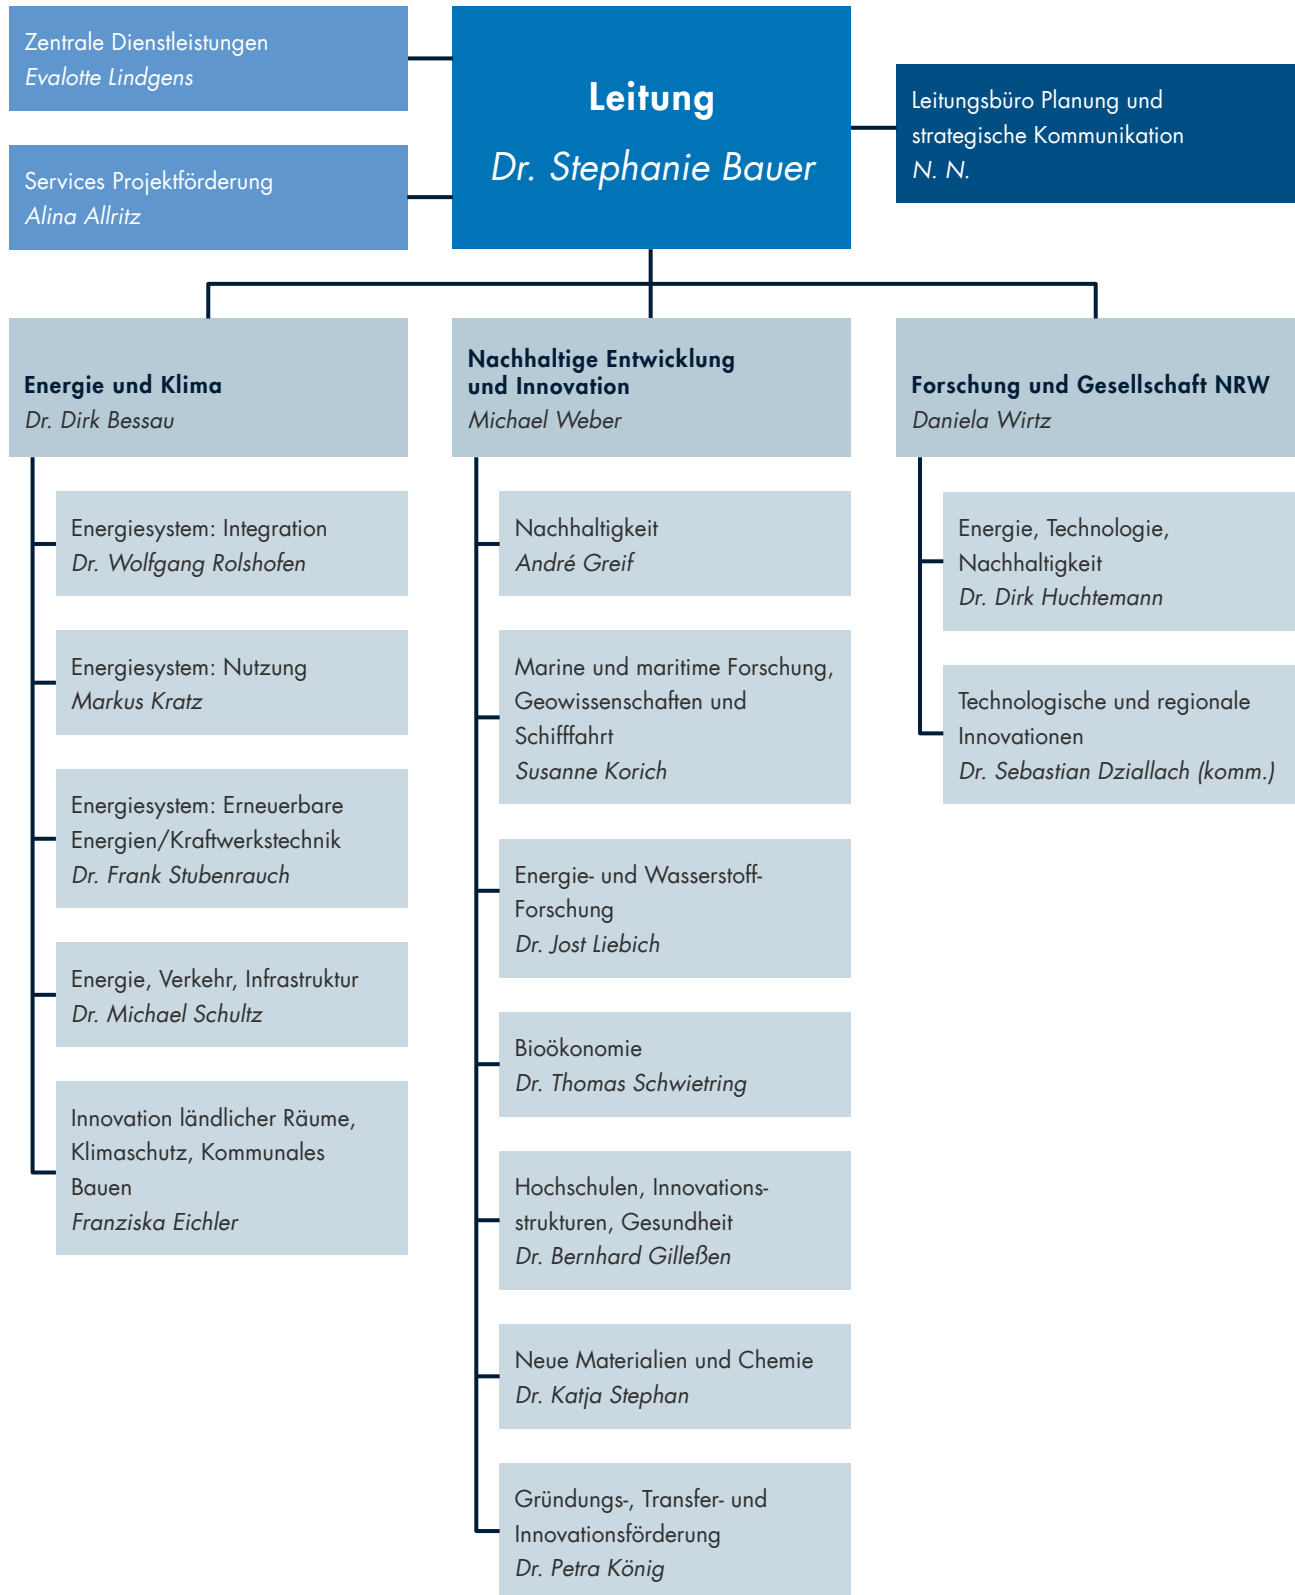 Zentrale Dienstleistungen
Evalotte Lindgens
Services Projektförderung
Alina Allritz
Leitung
Dr. Stephanie Bauer
Leitungsbüro Planung und
strategische Kommunikation
N. N.
Energie und Klima
Dr. Dirk Bessau
Energiesystem: Integration
Dr. Wolfgang Rolshofen
Energiesystem: Nutzung
Markus Kratz
Energiesystem: Erneuerbare
Energien/Kraftwerkstechnik
Dr. Frank Stubenrauch
Energie, Verkehr, Infrastruktur
Dr. Michael Schultz
Innovation ländlicher Räume,
Klimaschutz, Kommunales
Bauen
Franziska Eichler
Nachhaltige Entwicklung
und Innovation
Michael Weber
Nachhaltigkeit
André Greif
Marine und maritime Forschung,
Geowissenschaften und
Schifffahrt
Susanne Korich
Energie- und Wasserstoff-
Forschung
Dr. Jost Liebich
Bioökonomie
Dr. Thomas Schwietring
Hochschulen, Innovations-
strukturen, Gesundheit
Dr. Bernhard Gilleßen
Neue Materialien und Chemie
Dr. Katja Stephan
Gründungs-, Transfer- und
Innovationsförderung
Dr. Petra König
Forschung und Gesellschaft NRW
Daniela Wirtz
Energie, Technologie,
Nachhaltigkeit
Dr. Dirk Huchtemann
Technologische und regionale
Innovationen
Dr. Sebastian Dziallach (komm.)